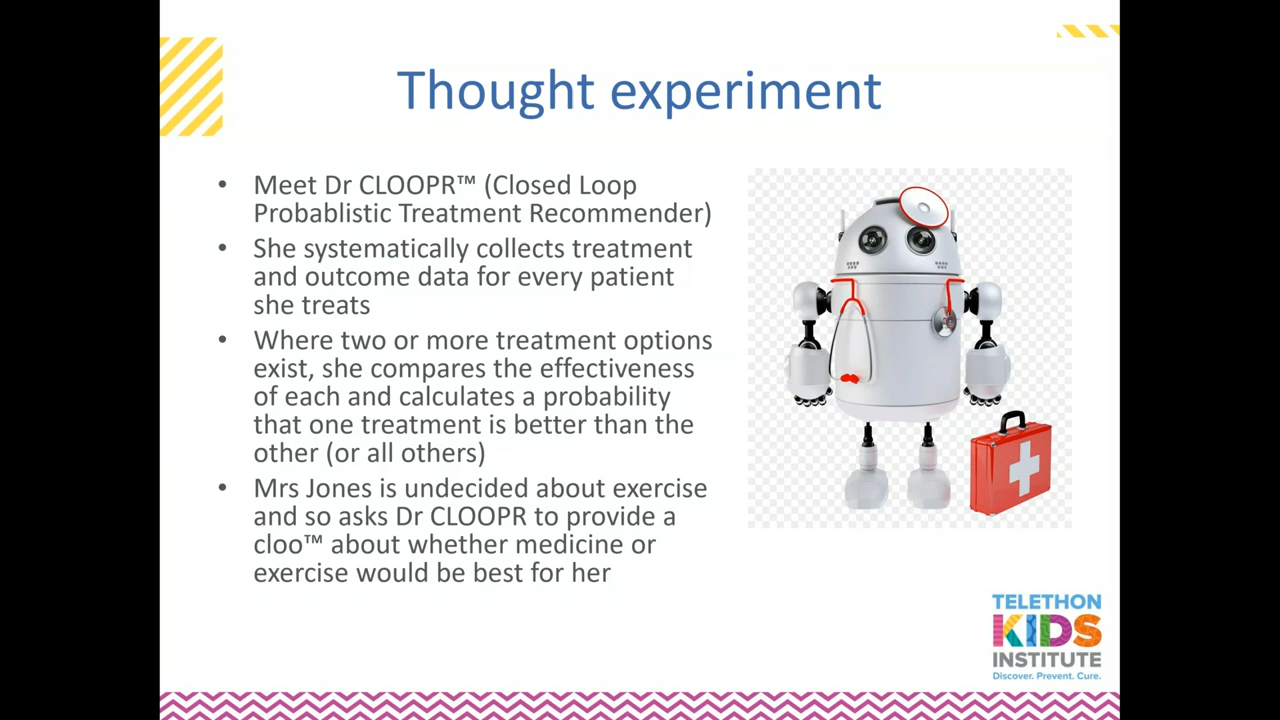 Thought experiment
• Meet Dr CLOOPR™ (Closed Loop
Probablistic Treatment Recommender)
• She systematically collects treatment
and outcome data for every patient
she treats
• Where two or more treatment options
exist, she compares the effectiveness
of each and calculates a probability
that one treatment is better than the
other (or all others)
• Mrs Jones is undecided about exercise
and so asks Dr CLOOPR to provide a
cloo™ about whether medicine or
exercise would be best for her
TELETHON
KIDS
INSTITUTE
Discover. Prevent. Cure.